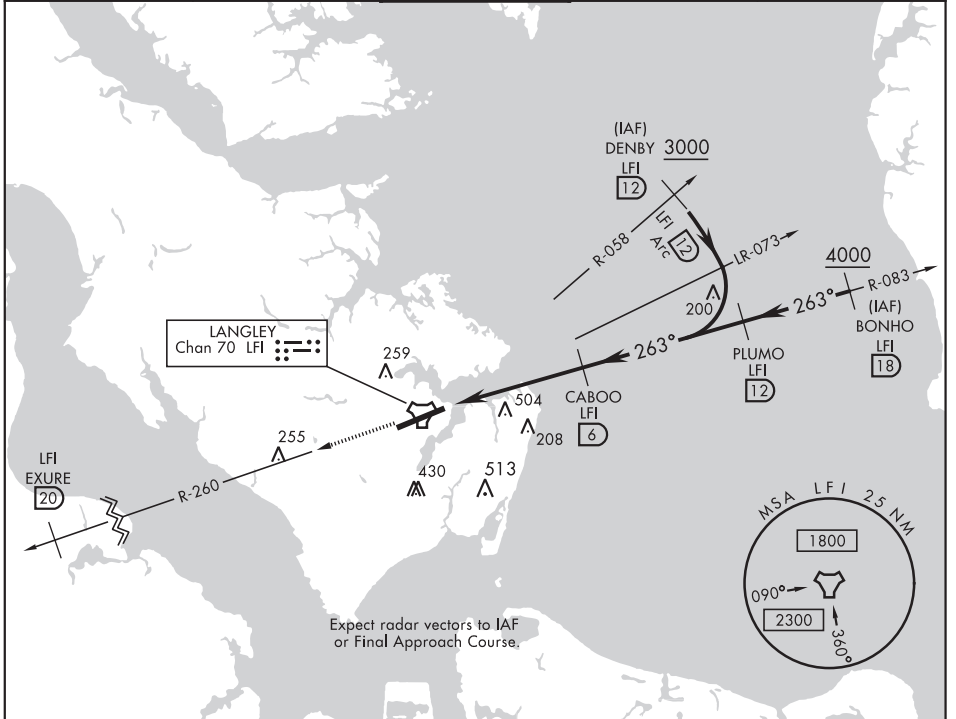 (IAF)
DENBY 3000
LFI
12
LFI
12
Arc
R-058
LR-073
4000
R-083
(IAF)
BONHO
LFI
18
200
263°
263°
PLUMO
LFI
12
CABOO
LFI
6
LANGLEY
Chan 70 LFI
259
504
208
255
430
513
LFI
EXURE
20
R-260
MSA LFI 25 NM
1800
090°
2300
360°
Expect radar vectors to IAF
or Final Approach Course.